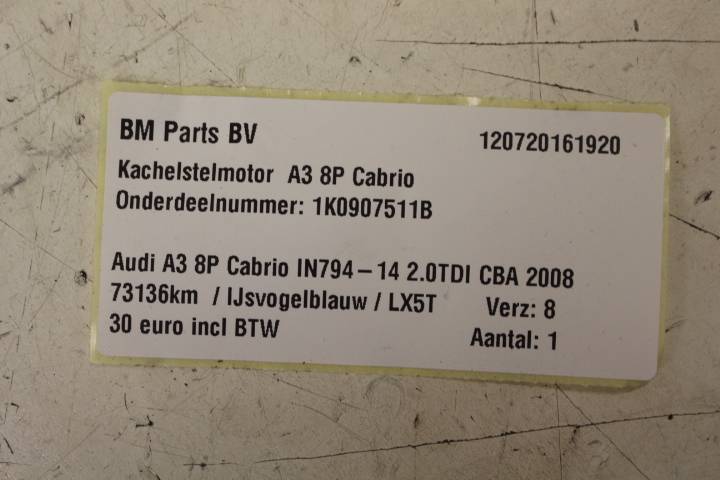 BM Parts BV 120720161920
Kachelstelmotor A3 8P Cabrio
Onderdeelnummer: 1K0907511B
Audi A3 8P Cabrio IN794-14 2.0TDI CBA 2008
73136km / IJsvogelblauw / LX5T Verz: 8
30 euro incl BTW Aantal: 1